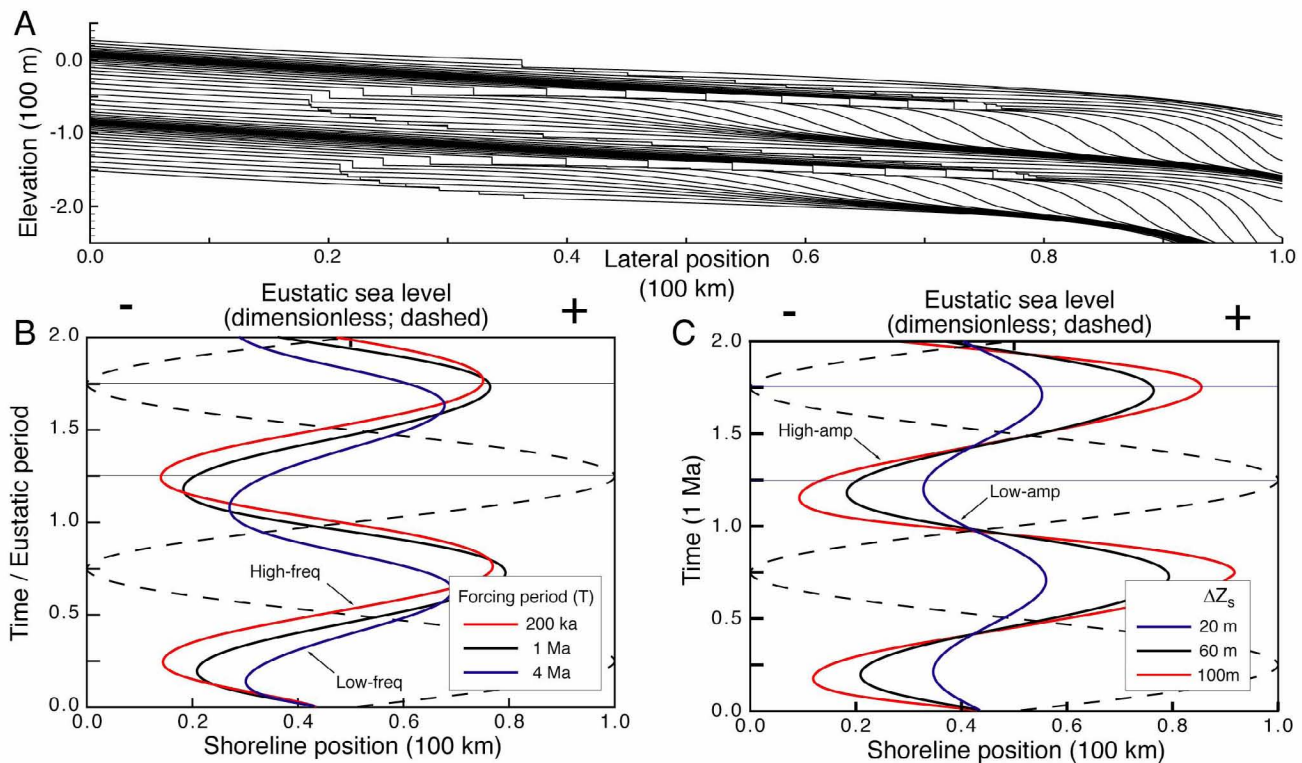 A
Elevation (100 m)
0.0
-1.0
-2.0
0.0
0.2
0.4
0.6
0.8
1.0
Lateral position
(100 km)
B
- Eustatic sea level +
(dimensionless; dashed)
Time / Eustatic period
2.0
1.5
1.0
0.5
0.0
High-freq
Low-freq
Forcing period (T)
200 ka
1 Ma
4 Ma
0.0
0.2
0.4
0.6
0.8
1.0
Shoreline position (100 km)
C
- Eustatic sea level +
(dimensionless; dashed)
Time (1 Ma)
2.0
1.5
1.0
0.5
0.0
High-amp
Low-amp
ΔZs
20 m
60 m
100m
0.0
0.2
0.4
0.6
0.8
1.0
Shoreline position (100 km)